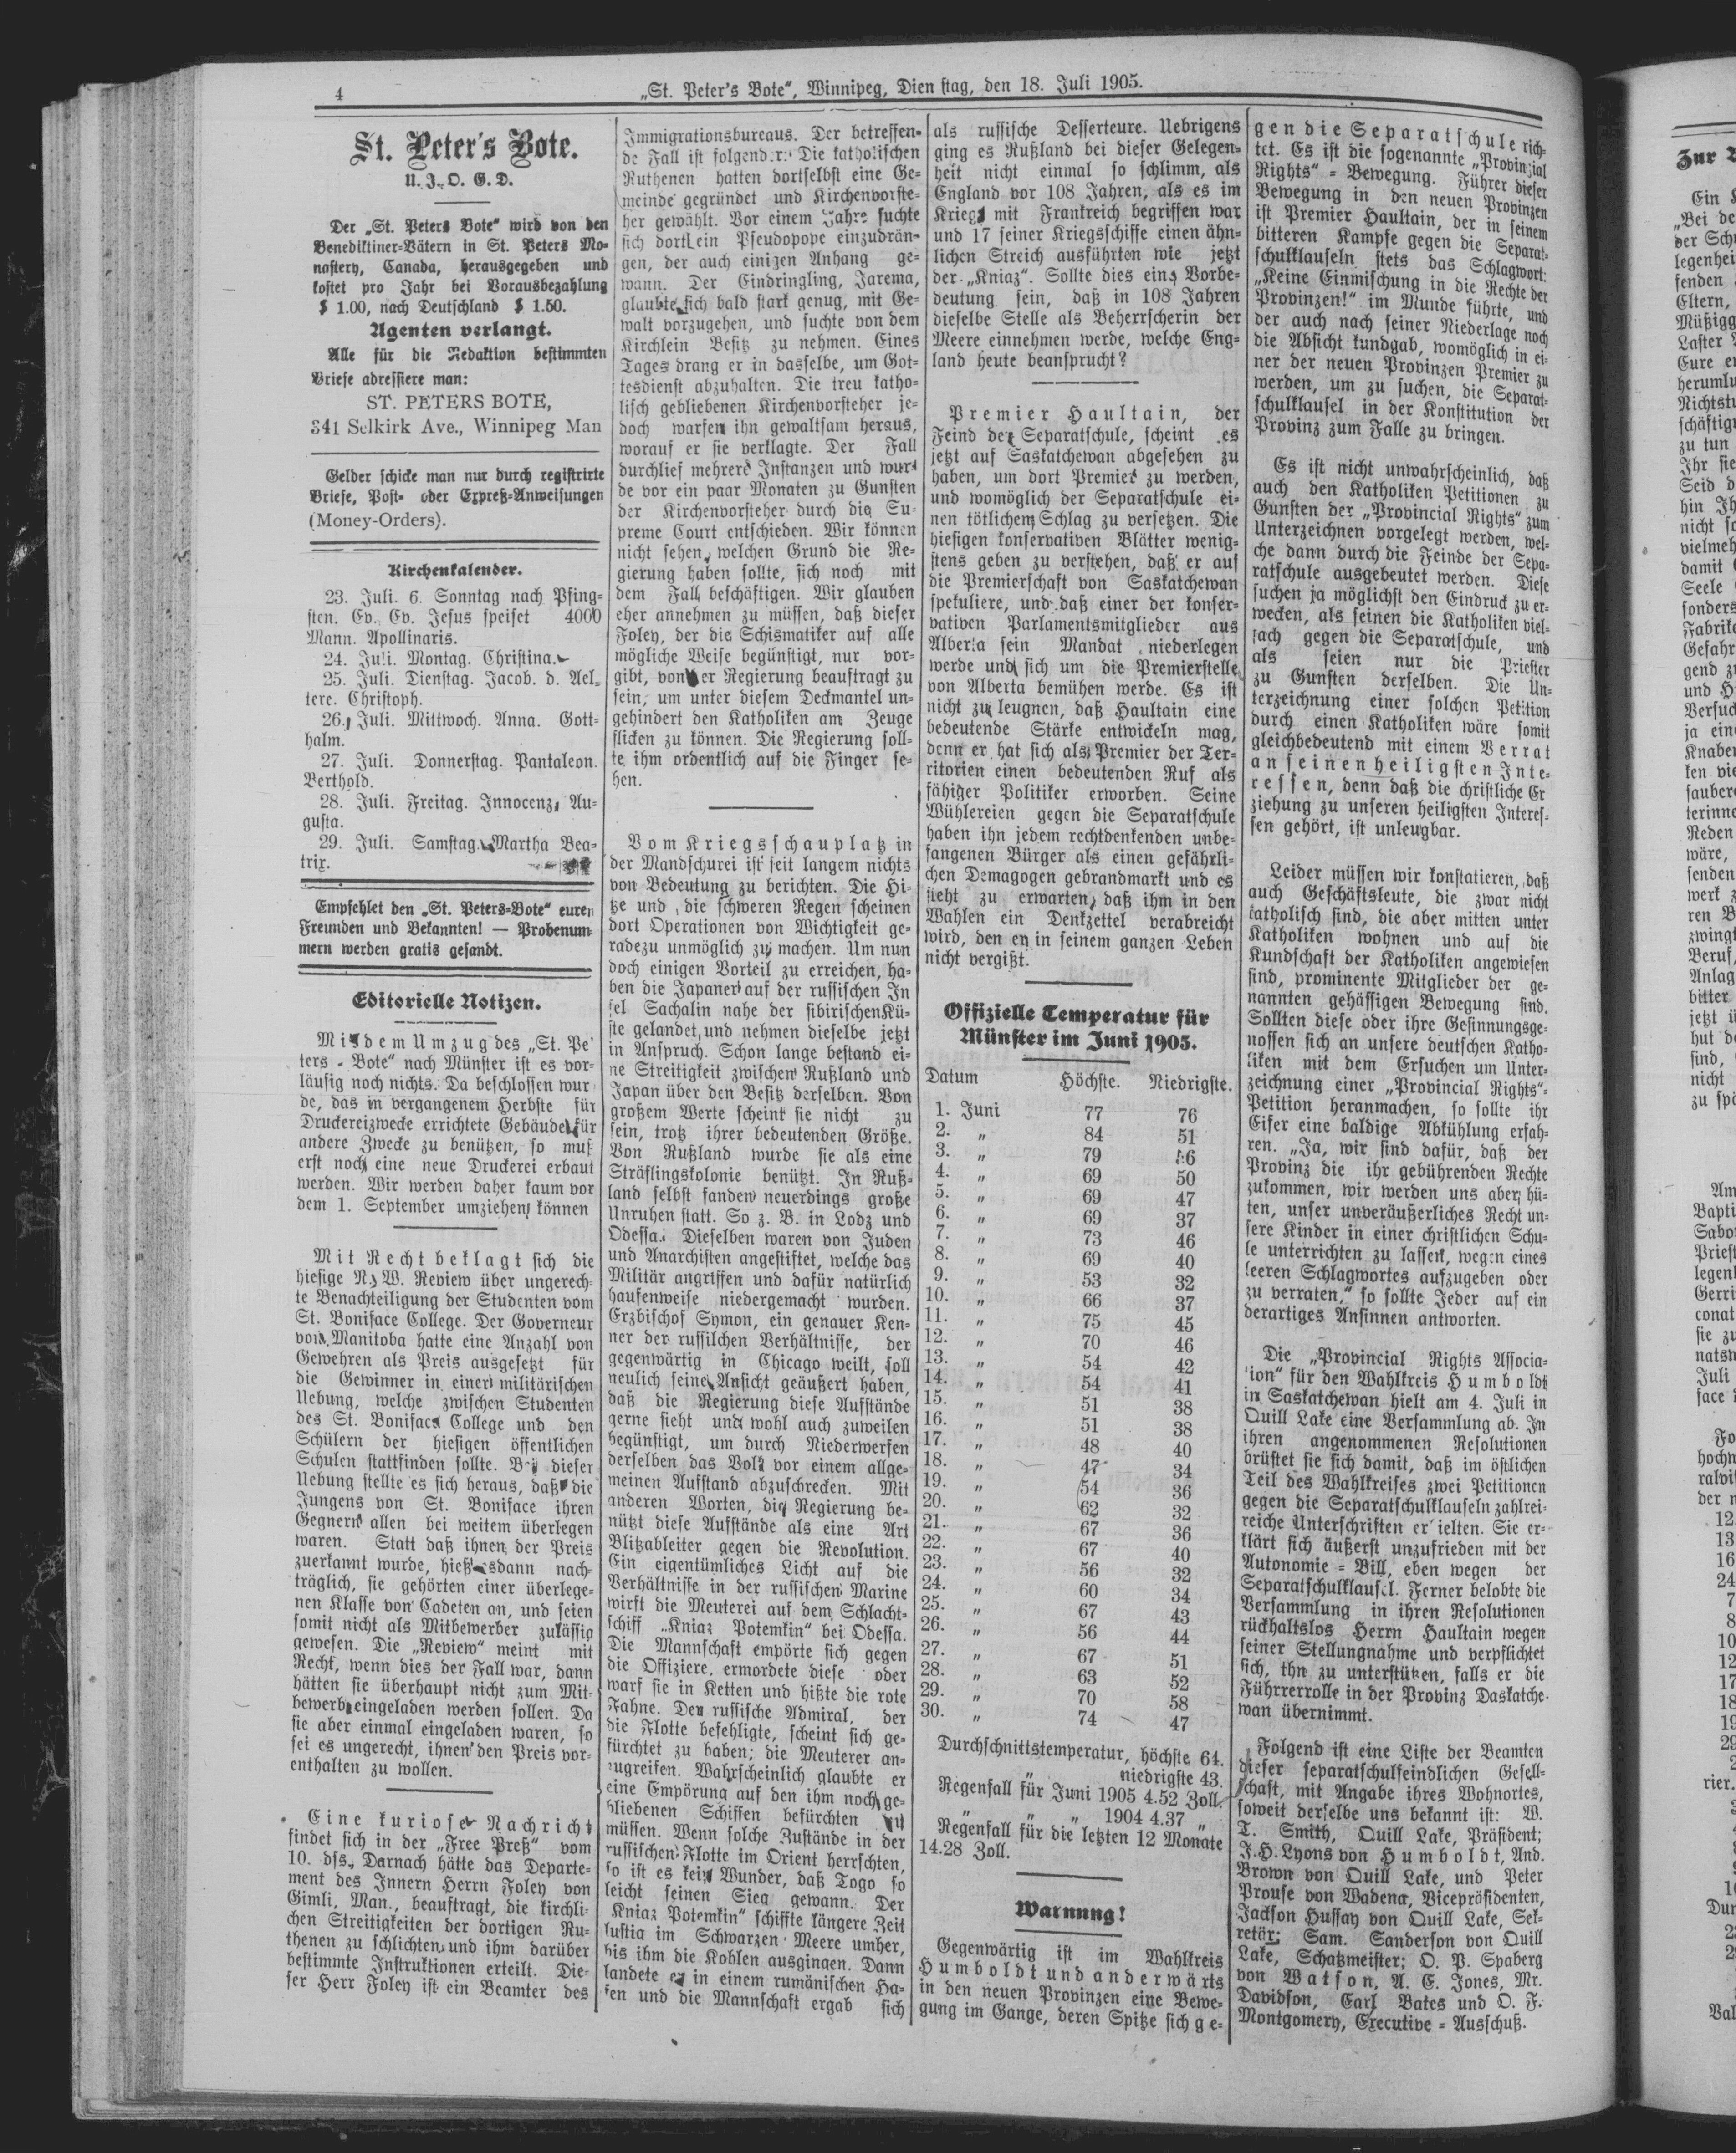 4
„St. Peter's Bote“, Winnipeg, Dienstag, den 18. Juli 1905.
St. Peter's Bote.
U. J. O. G. D.
Der „St. Peters Bote“ wird von den
Benediktiner-Vätern in St. Peters Mo-
nastery, Canada, herausgegeben und
kostet pro Jahr bei Vorausbezahlung
$ 1.00, nach Deutschland $ 1.50.
Agenten verlangt.
Alle für die Redaktion bestimmten
Briefe adressiere man:
ST. PETERS BOTE,
341 Selkirk Ave., Winnipeg Man
Gelder schicke man nur durch registrirte
Briefe, Post- oder Expreß-Anweisungen
(Money-Orders).
Kirchenkalender.
23. Juli. 6. Sonntag nach Pfing-
sten. Ev. Ev. Jesus speiset 4000
Mann. Apollinaris.
24. Juli. Montag. Christina.
25. Juli. Dienstag. Jacob. d. Ael-
tere. Christoph.
26. Juli. Mittwoch. Anna. Gott-
halm.
27. Juli. Donnerstag. Pantaleon.
Berthold.
28. Juli. Freitag. Innocenz, Au-
gusta.
29. Juli. Samstag. Martha Bea-
trix.
Empfehlet den „St. Peters-Bote“ euren
Freunden und Bekannten! — Probenum-
mern werden gratis gesandt.
Editorielle Notizen.
Mit dem Umzug des „St. Pe-
ters - Bote“ nach Münster ist es vor-
läufig noch nichts. Da beschlossen wur-
de, das in vergangenem Herbste für
Druckereizwecke errichtete Gebäude für
andere Zwecke zu benützen, so muß
erst noch eine neue Druckerei erbaut
werden. Wir werden daher kaum vor
dem 1. September umziehen können
Mit Recht beklagt sich die
hiesige N. W. Review über ungerech-
te Benachteiligung der Studenten vom
St. Boniface College. Der Governeur
von Manitoba hatte eine Anzahl von
Gewehren als Preis ausgesetzt für
die Gewinner in einer militärischen
Uebung, welche zwischen Studenten
des St. Boniface College und den
Schülern der hiesigen öffentlichen
Schulen stattfinden sollte. Bei dieser
Uebung stellte es sich heraus, daß die
Jungens von St. Boniface ihren
Gegnern allen bei weitem überlegen
waren. Statt daß ihnen der Preis
zuerkannt wurde, hieß es dann nach-
träglich, sie gehörten einer überlege-
nen Klasse von Cadeten an, und seien
somit nicht als Mitbewerber zulässig
gewesen. Die „Review“ meint mit
Recht, wenn dies der Fall war, dann
hätten sie überhaupt nicht zum Mit-
bewerb eingeladen werden sollen. Da
sie aber einmal eingeladen waren, so
sei es ungerecht, ihnen den Preis vor-
enthalten zu wollen.
Eine kuriose Nachricht
findet sich in der „Free Preß“ vom
10. dss. Darnach hätte das Departe-
ment des Innern Herrn Foley von
Gimli, Man., beauftragt, die kirchli-
chen Streitigkeiten der dortigen Ru-
thenen zu schlichten und ihm darüber
bestimmte Instruktionen erteilt. Die-
ser Herr Foley ist ein Beamter des
Immigrationsbureaus. Der betreffen-
de Fall ist folgender: Die katholischen
Ruthenen hatten dortselbst eine Ge-
meinde gegründet und Kirchenvorste-
her gewählt. Vor einem Jahre suchte
sich dort ein Pseudopope einzudrän-
gen, der auch einigen Anhang ge-
wann. Der Eindringling, Jarema,
glaubte sich bald stark genug, mit Ge-
walt vorzugehen, und suchte von dem
Kirchlein Besitz zu nehmen. Eines
Tages drang er in dasselbe, um Got-
tesdienst abzuhalten. Die treu katho-
lisch gebliebenen Kirchenvorsteher je-
doch warfen ihn gewaltsam heraus,
worauf er sie verklagte. Der Fall
durchlief mehrere Instanzen und wur-
de vor ein paar Monaten zu Gunsten
der Kirchenvorsteher durch die Su-
preme Court entschieden. Wir können
nicht sehen, welchen Grund die Re-
gierung haben sollte, sich noch mit
dem Fall beschäftigen. Wir glauben
eher annehmen zu müssen, daß dieser
Foley, der die Schismatiker auf alle
mögliche Weise begünstigt, nur vor-
gibt, von der Regierung beauftragt zu
sein, um unter diesem Deckmantel un-
gehindert den Katholiken am Zeuge
flicken zu können. Die Regierung soll-
te ihm ordentlich auf die Finger se-
hen.
Vom Kriegsschauplatz in
der Mandschurei ist seit langem nichts
von Bedeutung zu berichten. Die Hi-
tze und die schweren Regen scheinen
dort Operationen von Wichtigkeit ge-
radezu unmöglich zu machen. Um nun
doch einigen Vorteil zu erreichen, ha-
ben die Japaner auf der russischen In
sel Sachalin nahe der sibirischen Kü-
ste gelandet, und nehmen dieselbe jetzt
in Anspruch. Schon lange bestand ei-
ne Streitigkeit zwischen Rußland und
Japan über den Besitz derselben. Von
großem Werte scheint sie nicht zu
sein, trotz ihrer bedeutenden Größe.
Von Rußland wurde sie als eine
Sträflingskolonie benützt. In Ruß-
land selbst fanden neuerdings große
Unruhen statt. So z. B. in Lodz und
Odessa. Dieselben waren von Juden
und Anarchisten angestiftet, welche das
Militär angriffen und dafür natürlich
haufenweise niedergemacht wurden.
Erzbischof Symon, ein genauer Ken-
ner der russischen Verhältnisse, der
gegenwärtig in Chicago weilt, soll
neulich seine Ansicht geäußert haben,
daß die Regierung diese Aufstände
gerne sieht und wohl auch zuweilen
begünstigt, um durch Niederwerfen
derselben das Volk vor einem allge-
meinen Aufstand abzuschrecken. Mit
anderen Worten, die Regierung be-
nützt diese Aufstände als eine Art
Blitzableiter gegen die Revolution.
Ein eigentümliches Licht auf die
Verhältnisse in der russischen Marine
wirft die Meuterei auf dem Schlacht-
schiff „Kniaz Potemkin“ bei Odessa.
Die Mannschaft empörte sich gegen
die Offiziere, ermordete diese oder
warf sie in Ketten und hißte die rote
Fahne. Der russische Admiral, der
die Flotte befehligte, scheint sich ge-
fürchtet zu haben; die Meuterer an-
zugreifen. Wahrscheinlich glaubte er
eine Empörung auf den ihm noch ge-
bliebenen Schiffen befürchten zu
müssen. Wenn solche Zustände in der
russischen Flotte im Orient herrschten,
so ist es kein Wunder, daß Togo so
leicht seinen Sieg gewann. Der
Kniaz Potemkin“ schiffte längere Zeit
lustig im Schwarzen Meere umher,
bis ihm die Kohlen ausgingen. Dann
landete er in einem rumänischen Ha-
fen und die Mannschaft ergab sich
als russische Desserteure. Uebrigens
ging es Rußland bei dieser Gelegen-
heit nicht einmal so schlimm, als
England vor 108 Jahren, als es im
Krieg mit Frankreich begriffen war
und 17 seiner Kriegsschiffe einen ähn-
lichen Streich ausführten wie jetzt
der „Kniaz“. Sollte dies eine Vorbe-
deutung sein, daß in 108 Jahren
dieselbe Stelle als Beherrscherin der
Meere einnehmen werde, welche Eng-
land heute beansprucht?
Premier Haultain, der
Feind der Separatschule, scheint es
jetzt auf Saskatchewan abgesehen zu
haben, um dort Premier zu werden,
und womöglich der Separatschule ei-
nen tötlichen Schlag zu versetzen. Die
hiesigen konservativen Blätter wenig-
stens geben zu verstehen, daß er auf
die Premierschaft von Saskatchewan
spekuliere, und daß einer der konser-
vativen Parlamentsmitglieder aus
Alberta sein Mandat niederlegen
werde und sich um die Premierstelle
von Alberta bemühen werde. Es ist
nicht zu leugnen, daß Haultain eine
bedeutende Stärke entwickeln mag,
denn er hat sich als Premier der Ter-
ritorien einen bedeutenden Ruf als
fähiger Politiker erworben. Seine
Wühlereien gegen die Separatschule
haben ihn jedem rechtdenkenden unbe-
fangenen Bürger als einen gefährli-
chen Demagogen gebrandmarkt und es
steht zu erwarten, daß ihm in den
Wahlen ein Denkzettel verabreicht
wird, den er in seinem ganzen Leben
nicht vergißt.
Offizielle Temperatur für
Münster im Juni 1905.
Datum Höchste. Niedrigste.
1. Juni 77 76
2. „ 84 51
3. „ 79 56
4. „ 69 50
5. „ 69 47
6. „ 69 37
7. „ 73 46
8. „ 69 40
9. „ 53 32
10. „ 66 37
11. „ 75 45
12. „ 70 46
13. „ 54 42
14. „ 54 41
15. „ 51 38
16. „ 51 38
17. „ 48 40
18. „ 47 34
19. „ 54 36
20. „ 62 32
21. „ 67 36
22. „ 67 40
23. „ 56 32
24. „ 60 34
25. „ 67 43
26. „ 56 44
27. „ 67 51
28. „ 63 52
29. „ 70 58
30. „ 74 47
Durchschnittstemperatur, höchste 64.
„ niedrigste 43.
Regenfall für Juni 1905 4.52 Zoll.
„ „ „ 1904 4.37 „
Regenfall für die letzten 12 Monate
14.28 Zoll.
Warnung!
Gegenwärtig ist im Wahlkreis
Humboldt und anderwärts
in den neuen Provinzen eine Bewe-
gung im Gange, deren Spitze sich ge-
gen die Separatschule rich-
tet. Es ist die sogenannte „Provinzial
Rights“ - Bewegung. Führer dieser
Bewegung in den neuen Provinzen
ist Premier Haultain, der in seinem
bitteren Kampfe gegen die Separat-
schulklauseln stets das Schlagwort:
„Keine Einmischung in die Rechte der
Provinzen!“ im Munde führte, und
der auch nach seiner Niederlage noch
die Absicht kundgab, womöglich in ei-
ner der neuen Provinzen Premier zu
werden, um zu suchen, die Separat-
schulklausel in der Konstitution der
Provinz zum Falle zu bringen.
Es ist nicht unwahrscheinlich, daß
auch den Katholiken Petitionen zu
Gunsten der „Provincial Rights“ zum
Unterzeichnen vorgelegt werden, wel-
che dann durch die Feinde der Sepa-
ratschule ausgebeutet werden. Diese
suchen ja möglichst den Eindruck zu er-
wecken, als seinen die Katholiken viel-
fach gegen die Separatschule, und
als seien nur die Priester
zu Gunsten derselben. Die Un-
terzeichnung einer solchen Petition
durch einen Katholiken wäre somit
gleichbedeutend mit einem Verrat
an seinen heiligsten Inte-
ressen, denn daß die christliche Er
ziehung zu unseren heiligsten Interes-
sen gehört, ist unleugbar.
Leider müssen wir konstatieren, daß
auch Geschäftsleute, die zwar nicht
katholisch sind, die aber mitten unter
Katholiken wohnen und auf die
Kundschaft der Katholiken angewiesen
sind, prominente Mitglieder der ge-
nannten gehässigen Bewegung sind.
Sollten diese oder ihre Gesinnungsge-
nossen sich an unsere deutschen Katho-
liken mit dem Ersuchen um Unter-
zeichnung einer „Provincial Rights“-
Petition heranmachen, so sollte ihr
Eifer eine baldige Abkühlung erfah-
ren. „Ja, wir sind dafür, daß der
Provinz die ihr gebührenden Rechte
zukommen, wir werden uns aber hü-
ten, unser unveräußerliches Recht un-
sere Kinder in einer christlichen Schu-
le unterrichten zu lassen, wegen eines
leeren Schlagwortes aufzugeben oder
zu verraten,“ so sollte Jeder auf ein
derartiges Ansinnen antworten.
Die „Provincial Rights Associa-
tion“ für den Wahlkreis Humboldt
in Saskatchewan hielt am 4. Juli in
Quill Lake eine Versammlung ab. In
ihren angenommenen Resolutionen
brüstet sie sich damit, daß im östlichen
Teil des Wahlkreises zwei Petitionen
gegen die Separatschulklauseln zahlrei-
reiche Unterschriften erhielten. Sie er-
klärt sich äußerst unzufrieden mit der
Autonomie - Bill, eben wegen der
Separatschulklausel. Ferner belobte die
Versammlung in ihren Resolutionen
rückhaltslos Herrn Haultain wegen
seiner Stellungnahme und verpflichtet
sich, ihn zu unterstützen, falls er die
Führrerrolle in der Provinz Daskatche-
wan übernimmt.
Folgend ist eine Liste der Beamten
dieser separatschulfeindlichen Gesell-
schaft, mit Angabe ihres Wohnortes,
soweit derselbe uns bekannt ist: W.
T. Smith, Quill Lake, Präsident;
J. H. Lyons von Humboldt, And.
Brown von Quill Lake, und Peter
Prouse von Wadena, Vicepräsidenten,
Jackson Hussay von Quill Lake, Sek-
retär; Sam. Sanderson von Quill
Lake, Schatzmeister; O. P. Spaberg
von Watson, A. E. Jones, Mr.
Davidson, Earl Bates und O. F.
Montgomery, Executive - Ausschuß.